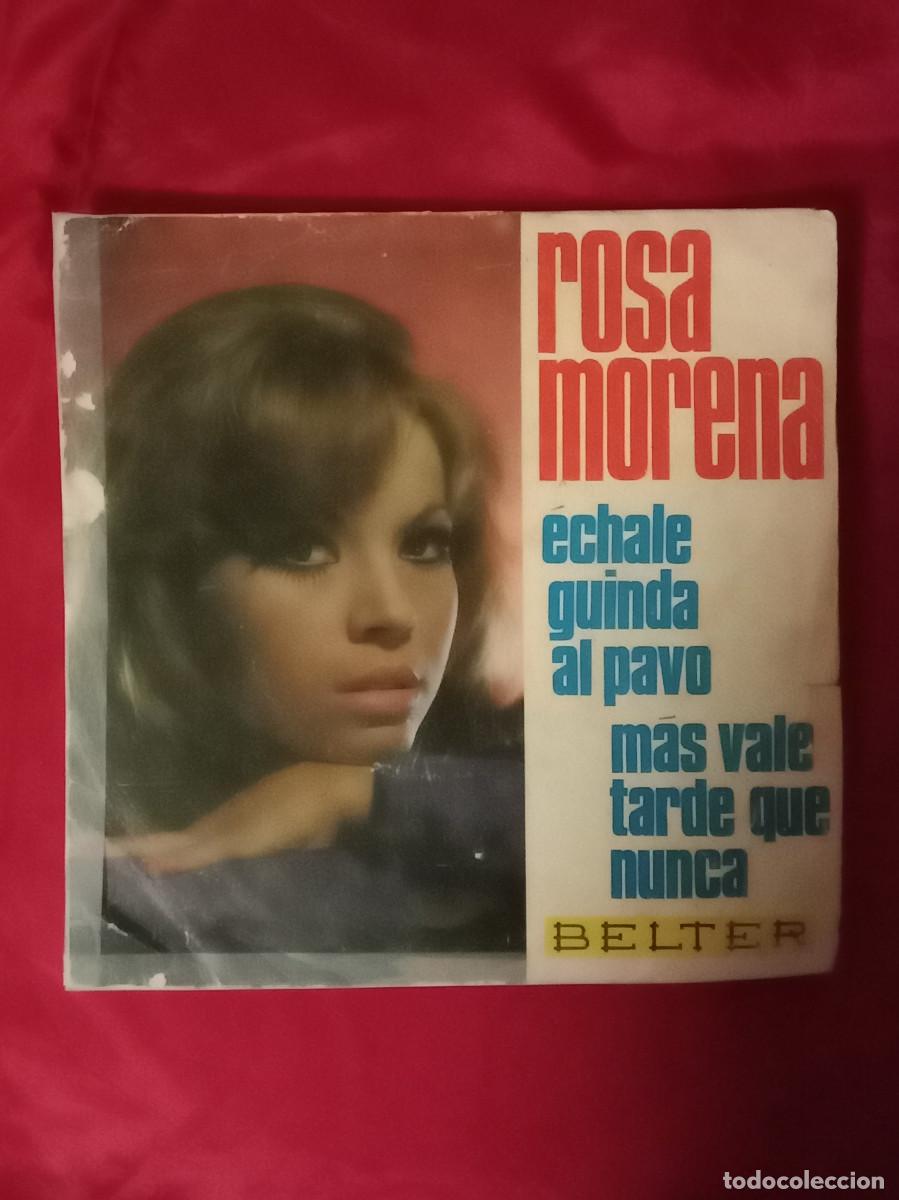 rosa
morena
échale
guinda
al pavo
más vale
tarde que
nunca
BELTER
todocoleccion